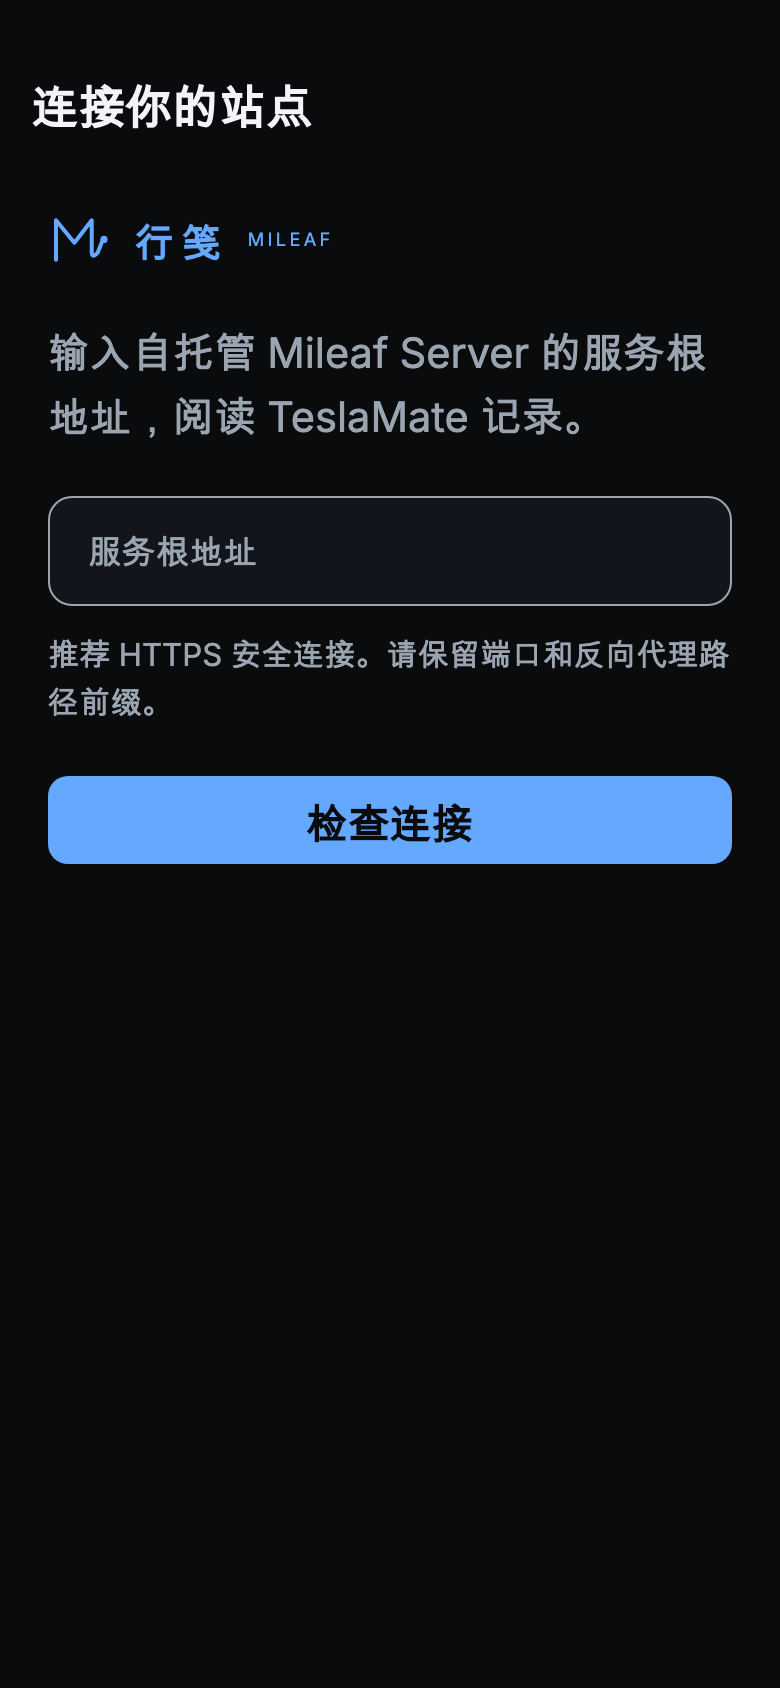 连接你的站点
行笺 MILEAF
输入自托管 Mileaf Server 的服务根
地址，阅读 TeslaMate 记录。
服务根地址
推荐 HTTPS 安全连接。请保留端口和反向代理路
径前缀。
检查连接